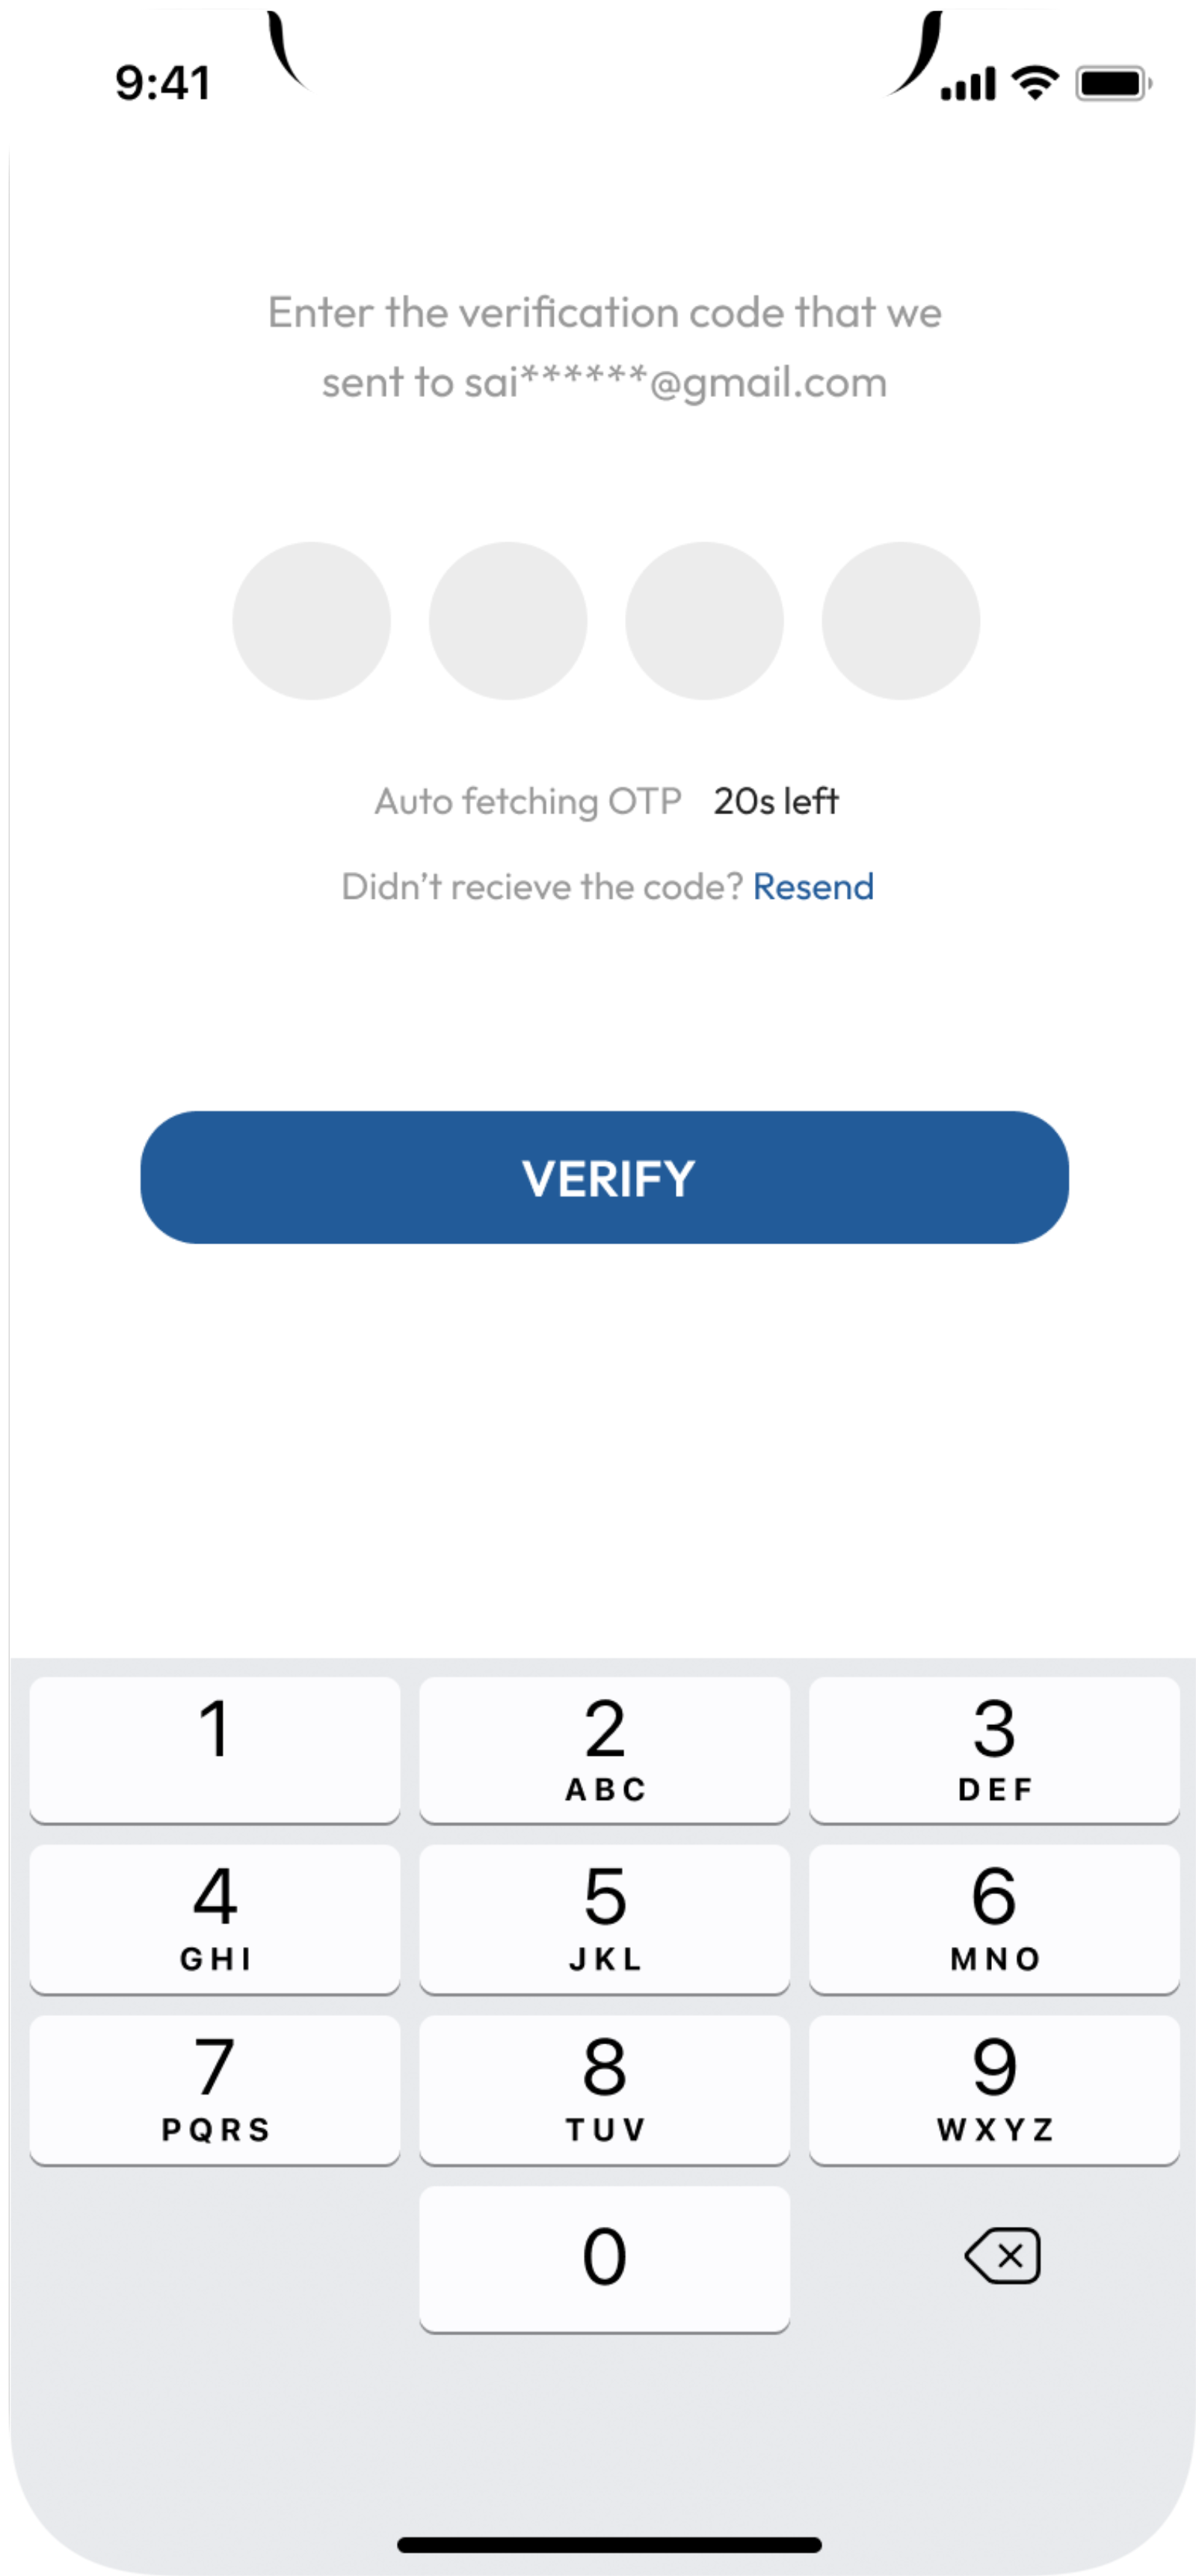 9:41
Enter the verification code that we
sent to sai******@gmail.com
Auto fetching OTP 20s left
Didn’t recieve the code? Resend
VERIFY
1 2 3
ABC DEF
4 5 6
GHI JKL MNO
7 8 9
PQRS TUV WXYZ
0